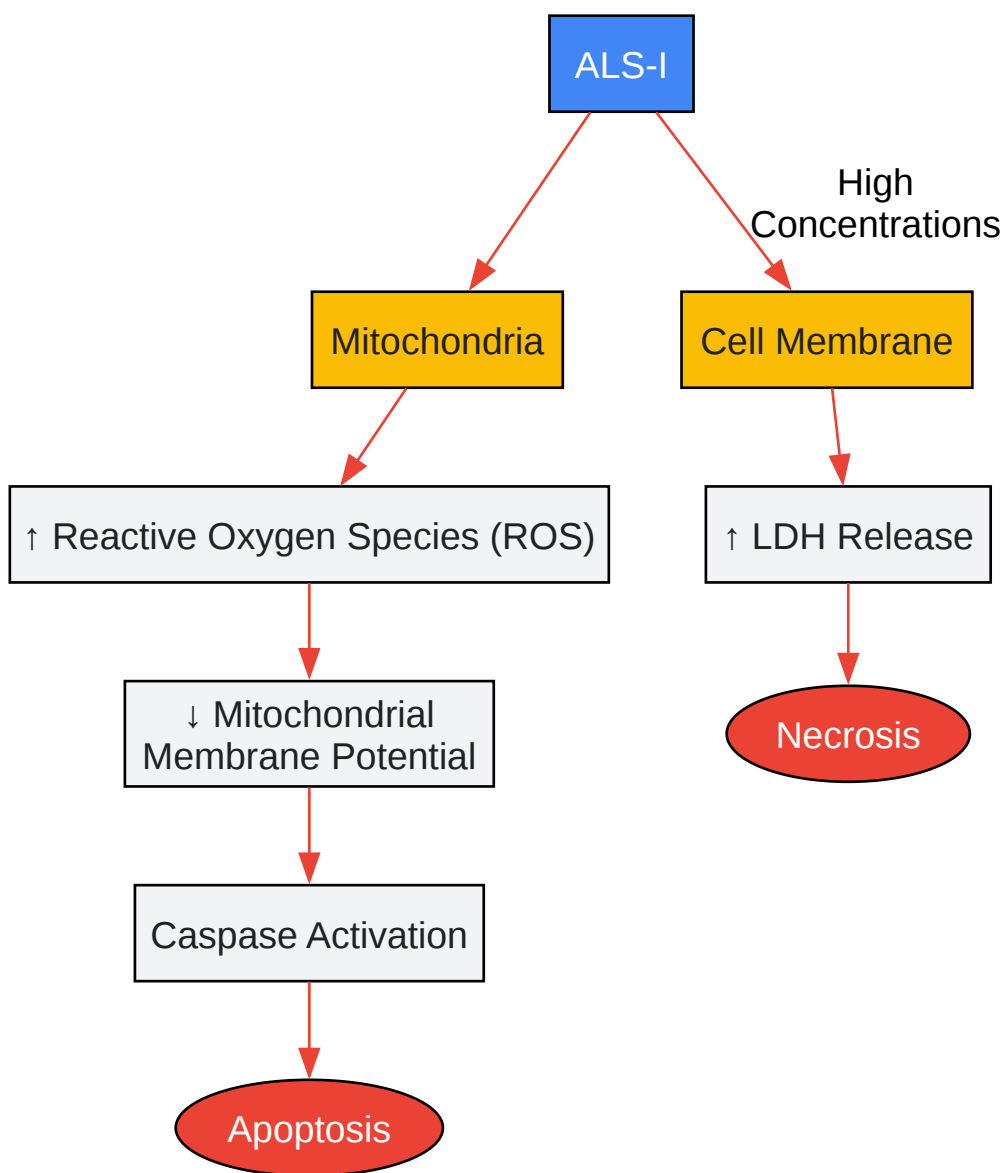 ALS-I
High
Concentrations
Mitochondria
Cell Membrane
↑ Reactive Oxygen Species (ROS)
↑ LDH Release
↓ Mitochondrial
Membrane Potential
Necrosis
Caspase Activation
Apoptosis